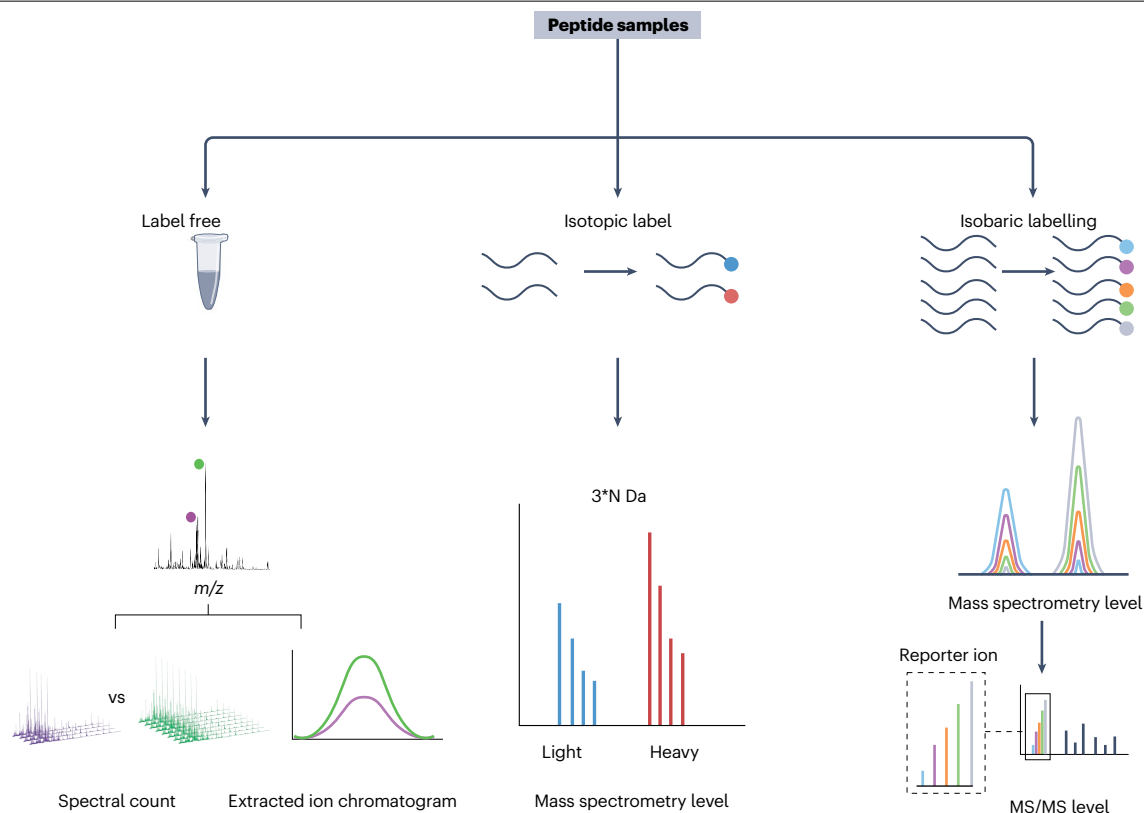 Peptide samples
Label free
Isotopic label
Isobaric labelling
m/z
vs
Spectral count
Extracted ion chromatogram
3*N Da
Light
Heavy
Mass spectrometry level
Mass spectrometry level
Reporter ion
MS/MS level